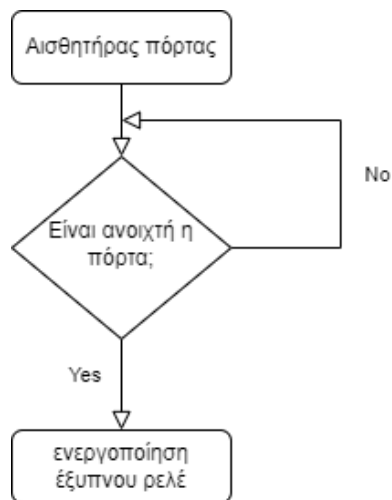 Αισθητήρας πόρτας
No
Είναι ανοιχτή η
πόρτα;
Yes
ενεργοποίηση
έξυπνου ρελέ